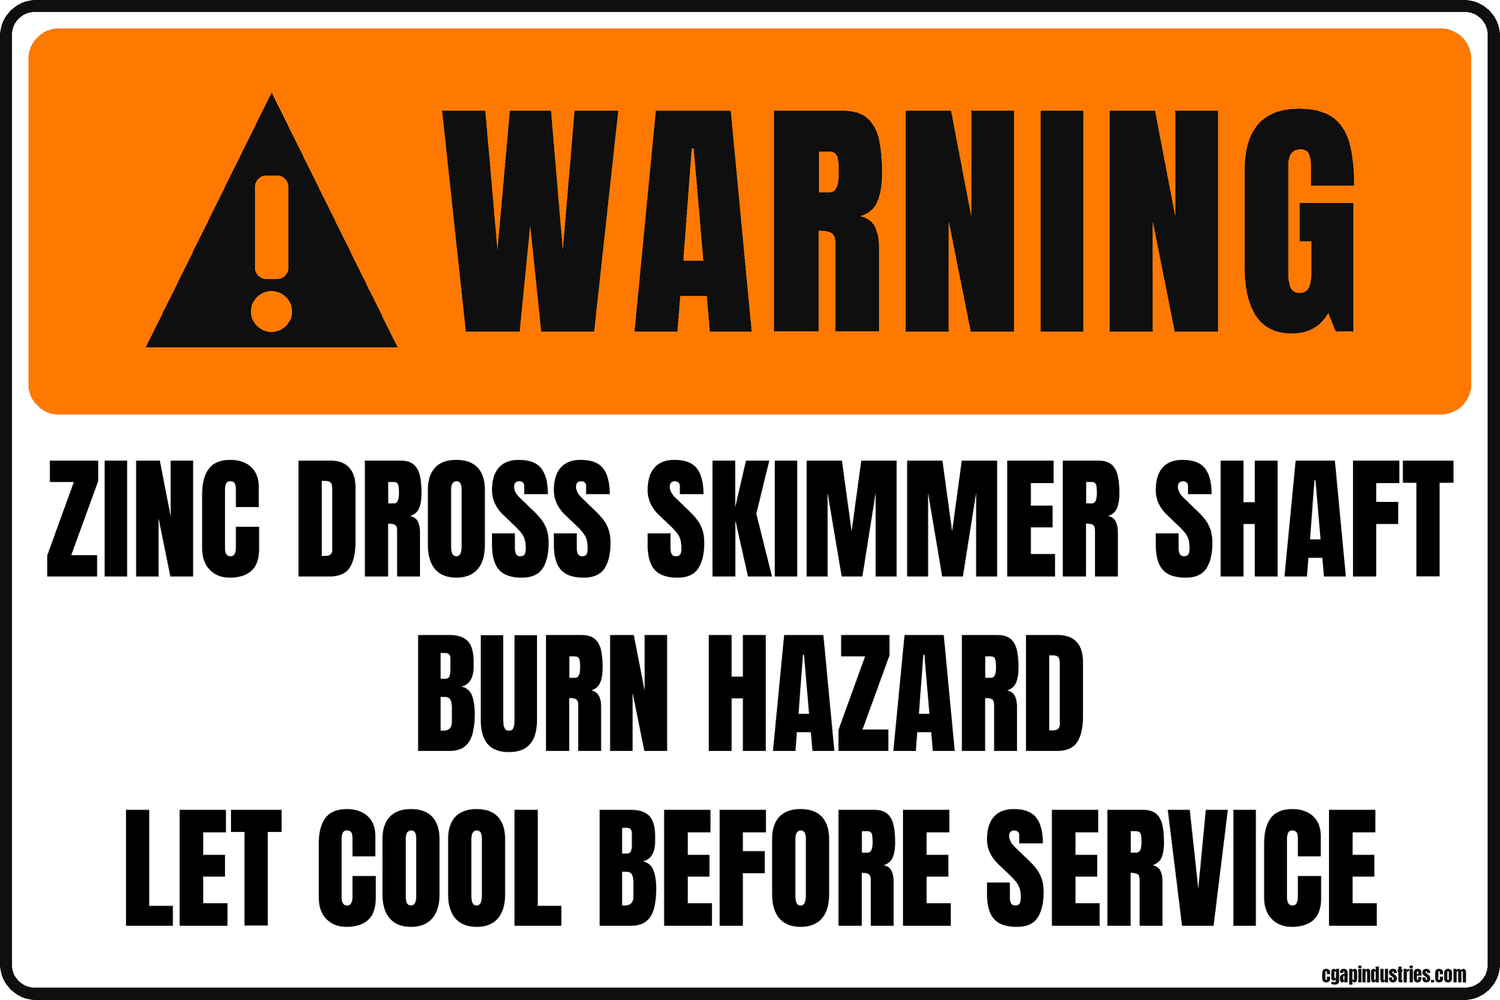 WARNING
ZINC DROSS SKIMMER SHAFT
BURN HAZARD
LET COOL BEFORE SERVICE
cgapindustries.com